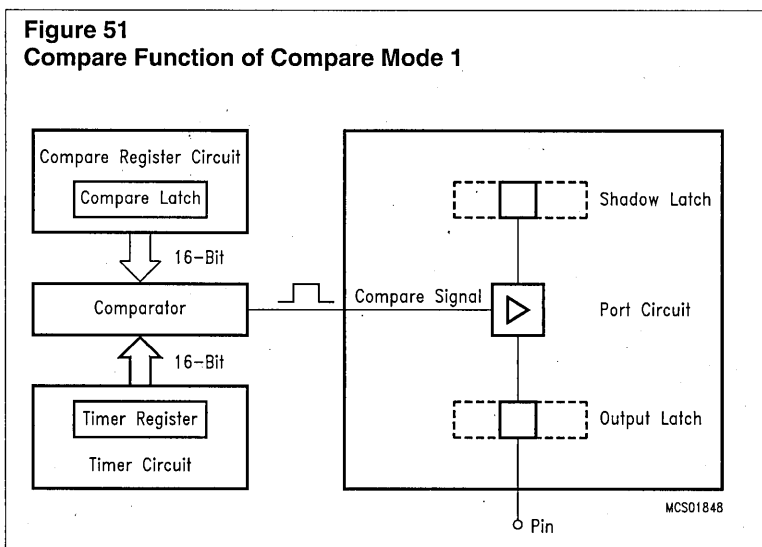 Figure 51
Compare Function of Compare Mode 1
Compare Register Circuit
Compare Latch
16-Bit
Comparator
16-Bit
Timer Register
Timer Circuit
Compare Signal
Shadow Latch
Port Circuit
Output Latch
MCS01848
Pin